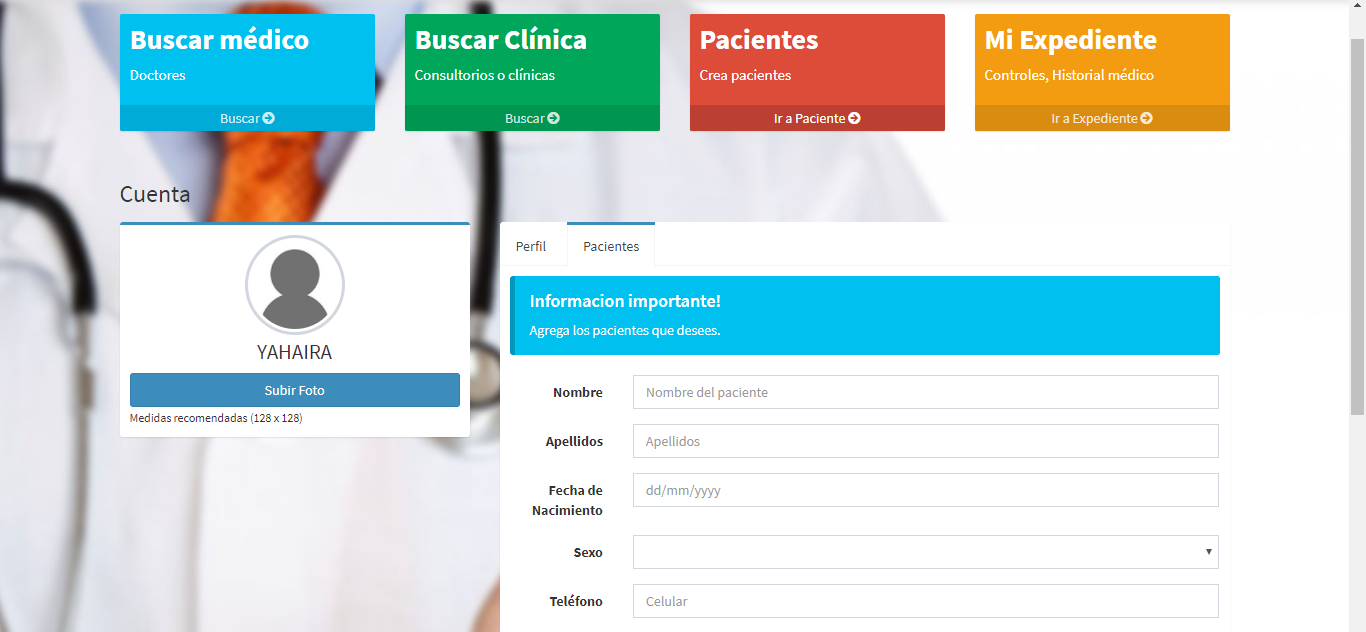 Buscar médico
Doctores
Buscar
Buscar Clínica
Consultorios o clínicas
Buscar
Pacientes
Crea pacientes
Ir a Paciente
Mi Expediente
Controles, Historial médico
Ir a Expediente
Cuenta
YAHAIRA
Subir Foto
Medidas recomendadas (128 x 128)
Perfil
Pacientes
Informacion importante!
Agrega los pacientes que desees.
Nombre
Nombre del paciente
Apellidos
Apellidos
Fecha de
Nacimiento
dd/mm/yyyy
Sexo
Teléfono
Celular